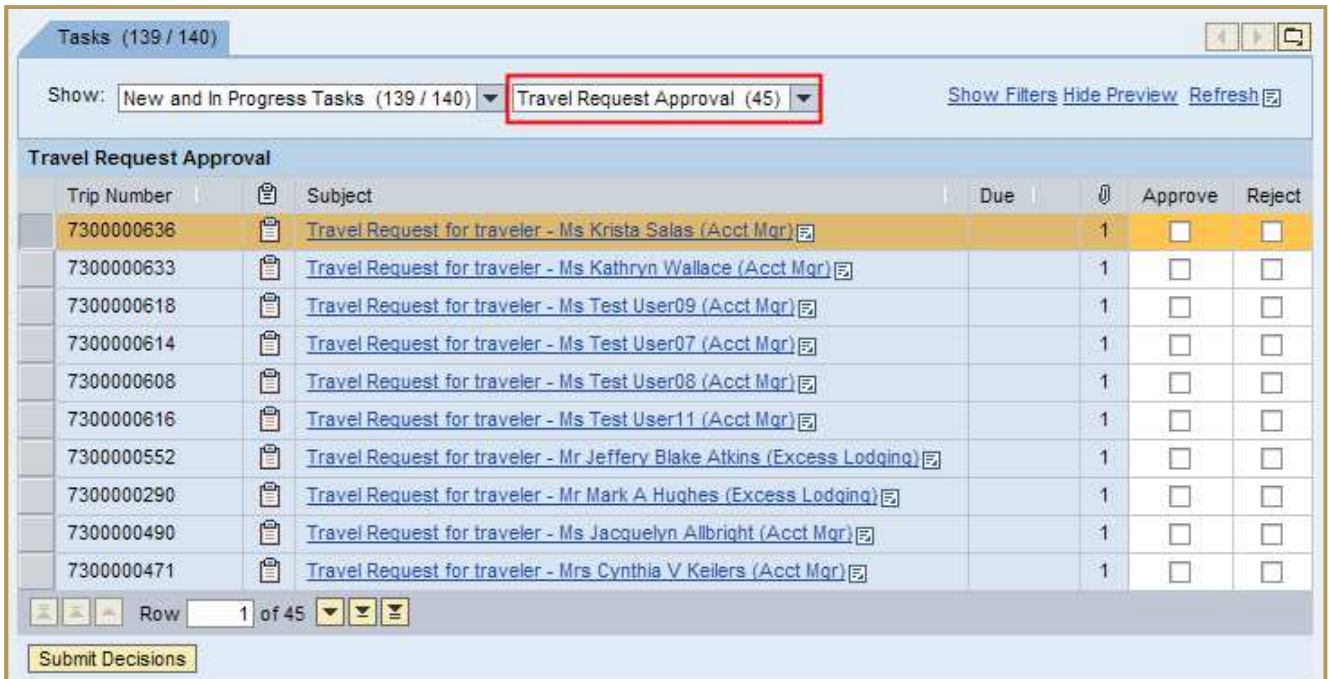 Tasks (139 / 140)
Show: New and In Progress Tasks (139 / 140) Travel Request Approval (45) Show Filters Hide Preview Refresh
Travel Request Approval
Trip Number Subject Due Approve Reject
7300000636 Travel Request for traveler - Ms Krista Salas (Acct Mgr) 1
7300000633 Travel Request for traveler - Ms Kathryn Wallace (Acct Mgr) 1
7300000618 Travel Request for traveler - Ms Test User09 (Acct Mgr) 1
7300000614 Travel Request for traveler - Ms Test User07 (Acct Mgr) 1
7300000608 Travel Request for traveler - Ms Test User08 (Acct Mgr) 1
7300000616 Travel Request for traveler - Ms Test User11 (Acct Mgr) 1
7300000552 Travel Request for traveler - Mr Jeffery Blake Atkins (Excess Lodging) 1
7300000290 Travel Request for traveler - Mr Mark A Hughes (Excess Lodging) 1
7300000490 Travel Request for traveler - Ms Jacquelyn Allbright (Acct Mgr) 1
7300000471 Travel Request for traveler - Mrs Cynthia V Keilers (Acct Mgr) 1
Row 1 of 45
Submit Decisions